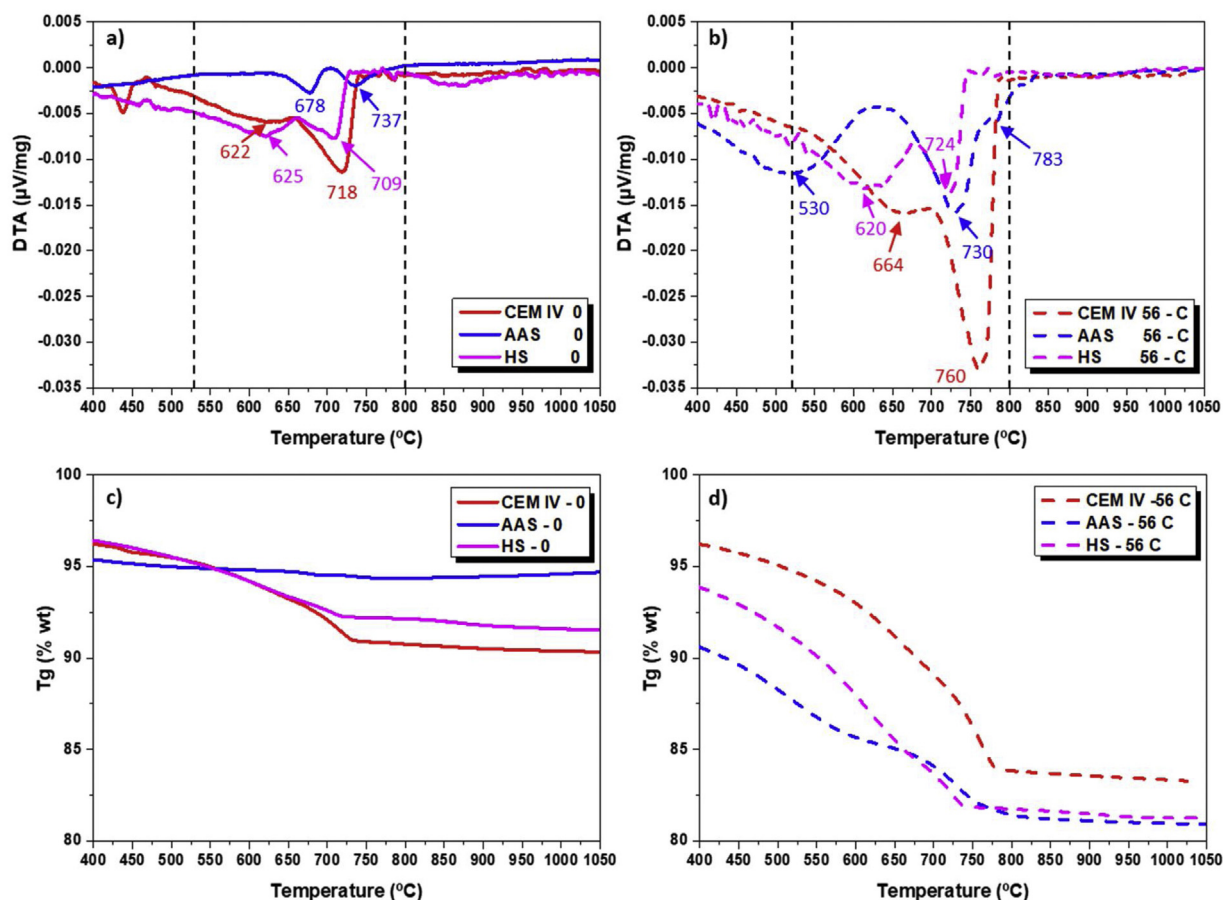 a)
DTA (µV/mg)
0.005
0.000
-0.005
-0.010
-0.015
-0.020
-0.025
-0.030
-0.035
678
737
622
625
709
718
CEM IV 0
AAS 0
HS 0
400 450 500 550 600 650 700 750 800 850 900 950 1000 1050
Temperature (ºC)
b)
DTA (µV/mg)
0.005
0.000
-0.005
-0.010
-0.015
-0.020
-0.025
-0.030
-0.035
724
783
530
620
730
664
760
CEM IV 56 - C
AAS 56 - C
HS 56 - C
400 450 500 550 600 650 700 750 800 850 900 950 1000 1050
Temperature (ºC)
c)
Tg (% wt)
100
95
90
85
80
CEM IV - 0
AAS - 0
HS - 0
400 450 500 550 600 650 700 750 800 850 900 950 1000 1050
Temperature (ºC)
d)
Tg (% wt)
100
95
90
85
80
CEM IV -56 C
AAS - 56 C
HS - 56 C
400 450 500 550 600 650 700 750 800 850 900 950 1000 1050
Temperature (ºC)